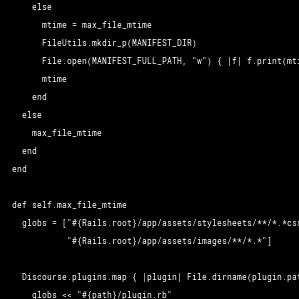 else
mtime = max_file_mtime
FileUtils.mkdir_p(MANIFEST_DIR)
File.open(MANIFEST_FULL_PATH, "w") { |f| f.print(mti
mtime
end
else
max_file_mtime
end
end
def self.max_file_mtime
globs = ["#{Rails.root}/app/assets/stylesheets/**/*.*css
"#{Rails.root}/app/assets/images/**/*.*"]
Discourse.plugins.map { |plugin| File.dirname(plugin.pat
globs << "#{path}/plugin.rb"